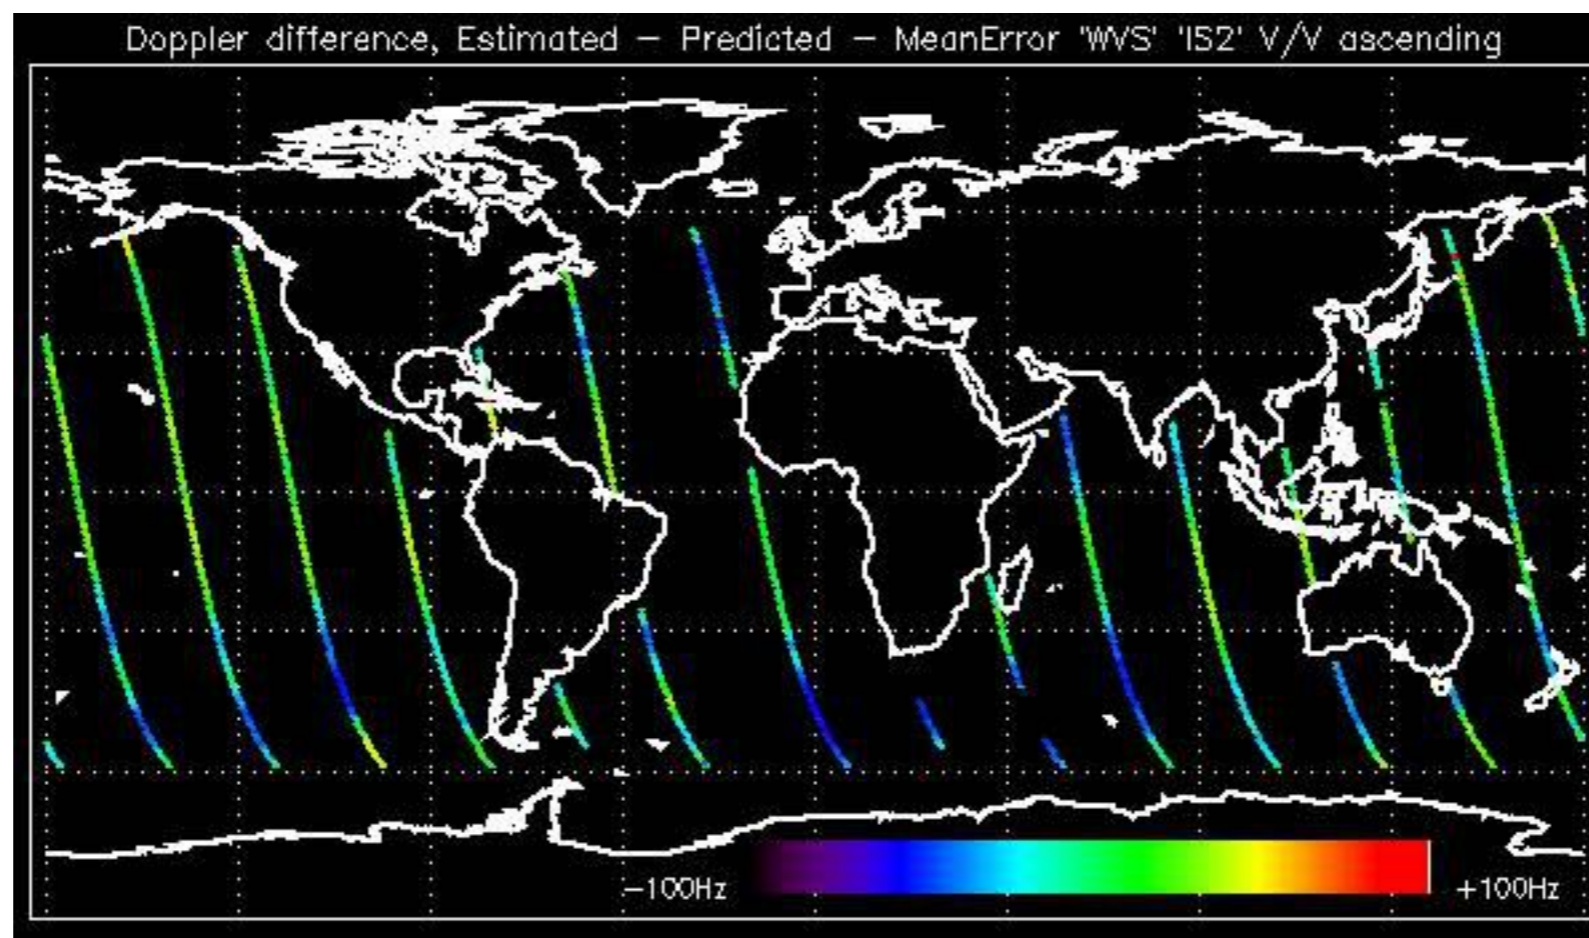 Doppler difference, Estimated – Predicted – MeanError 'WVS' 'IS2' V/V ascending
−100Hz +100Hz